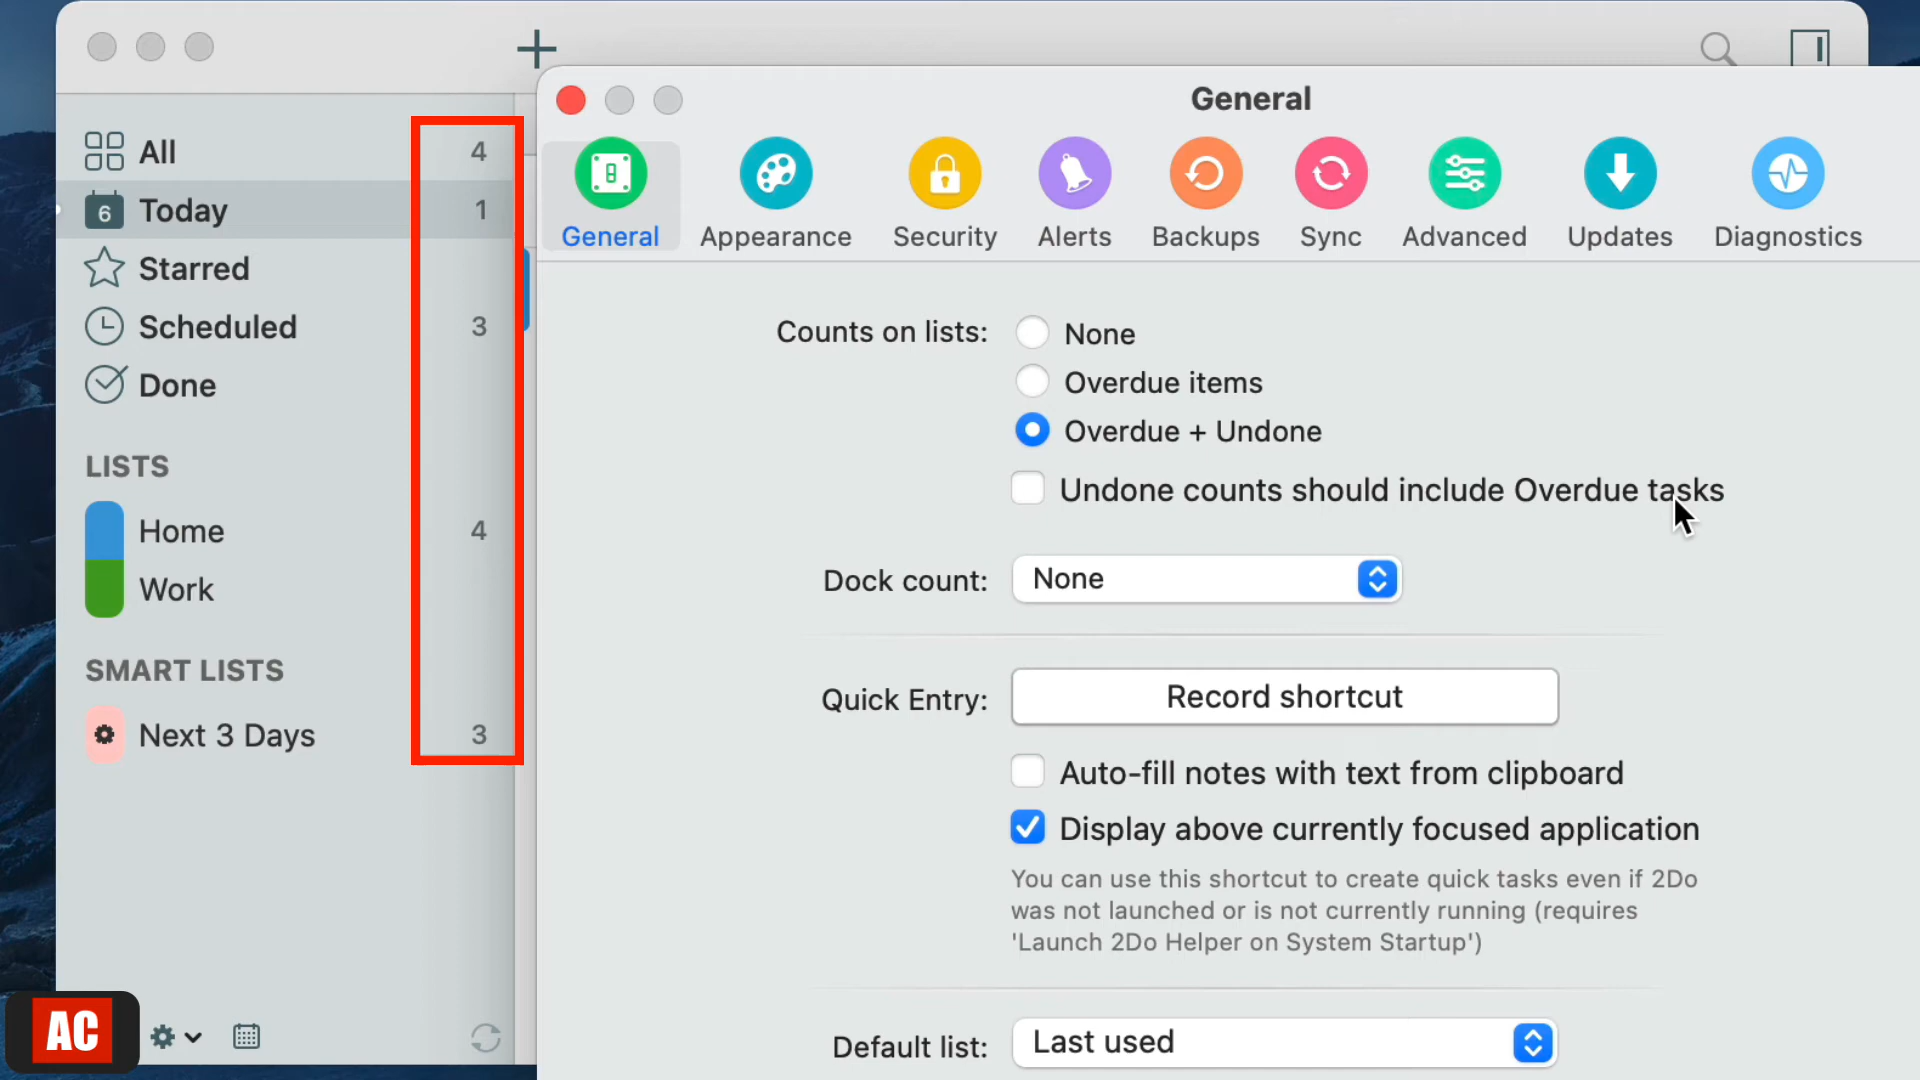 All 4
6 Today 1
Starred
Scheduled 3
Done
LISTS
Home 4
Work
SMART LISTS
Next 3 Days 3
AC
General
General Appearance Security Alerts Backups Sync Advanced Updates Diagnostics
Counts on lists: None
Overdue items
Overdue + Undone
Undone counts should include Overdue tasks
Dock count: None
Quick Entry: Record shortcut
Auto-fill notes with text from clipboard
Display above currently focused application
You can use this shortcut to create quick tasks even if 2Do
was not launched or is not currently running (requires
'Launch 2Do Helper on System Startup')
Default list: Last used